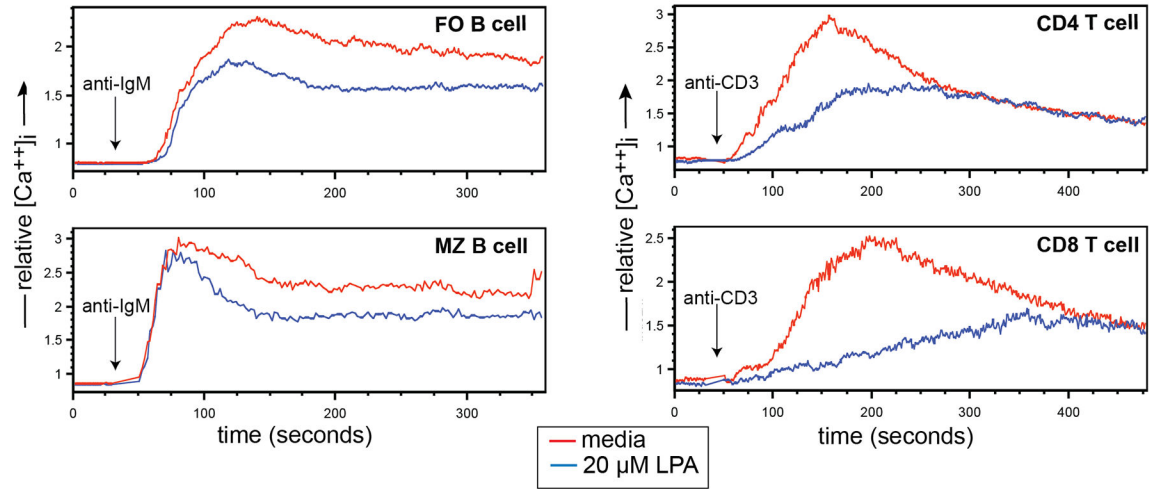 FO B cell
2
1.5
1
anti-IgM
0 100 200 300
MZ B cell
3
2.5
2
1.5
1
anti-IgM
0 100 200 300
time (seconds)
relative [Ca++]i
CD4 T cell
3
2.5
2
1.5
1
anti-CD3
0 100 200 300 400
CD8 T cell
2.5
2
1.5
1
anti-CD3
0 100 200 300 400
time (seconds)
relative [Ca++]i
media
20 µM LPA